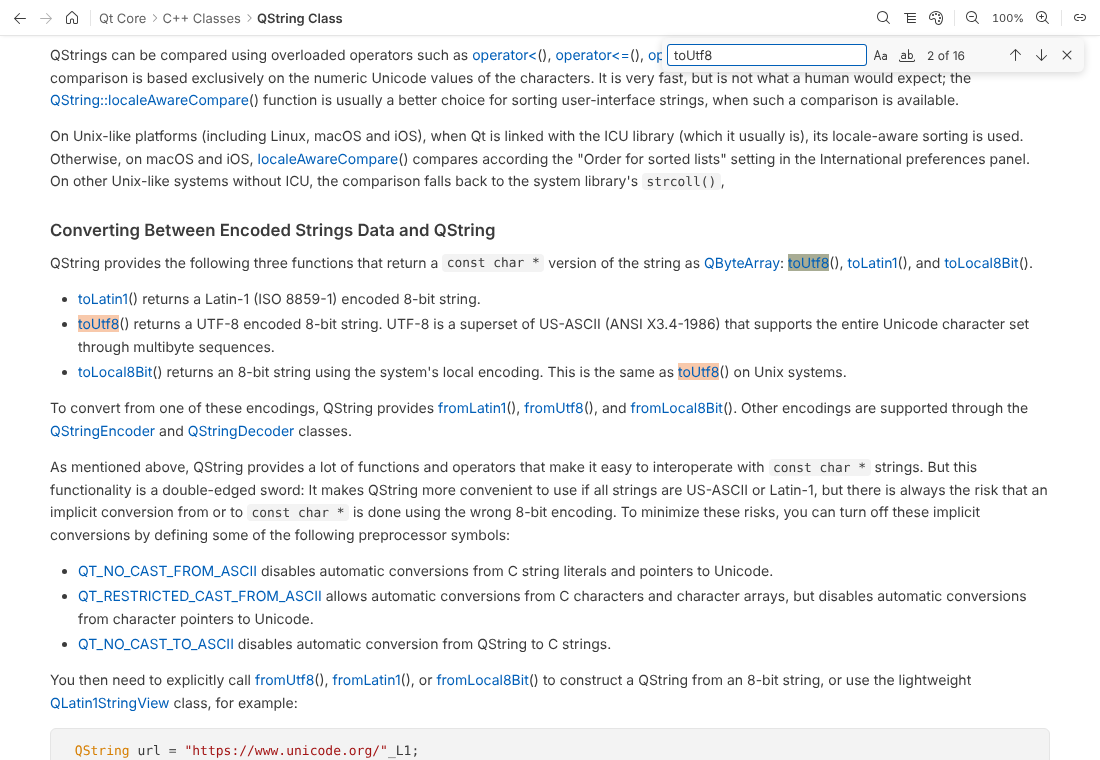 Qt Core > C++ Classes > QString Class
100%
toUtf8
Aa
ab
2 of 16
QStrings can be compared using overloaded operators such as operator<(), operator<=(), op
comparison is based exclusively on the numeric Unicode values of the characters. It is very fast, but is not what a human would expect; the
QString::localeAwareCompare() function is usually a better choice for sorting user-interface strings, when such a comparison is available.
On Unix-like platforms (including Linux, macOS and iOS), when Qt is linked with the ICU library (which it usually is), its locale-aware sorting is used.
Otherwise, on macOS and iOS, localeAwareCompare() compares according the "Order for sorted lists" setting in the International preferences panel.
On other Unix-like systems without ICU, the comparison falls back to the system library's strcoll(),
Converting Between Encoded Strings Data and QString
QString provides the following three functions that return a const char * version of the string as QByteArray: toUtf8(), toLatin1(), and toLocal8Bit().
• toLatin1() returns a Latin-1 (ISO 8859-1) encoded 8-bit string.
• toUtf8() returns a UTF-8 encoded 8-bit string. UTF-8 is a superset of US-ASCII (ANSI X3.4-1986) that supports the entire Unicode character set
through multibyte sequences.
• toLocal8Bit() returns an 8-bit string using the system's local encoding. This is the same as toUtf8() on Unix systems.
To convert from one of these encodings, QString provides fromLatin1(), fromUtf8(), and fromLocal8Bit(). Other encodings are supported through the
QStringEncoder and QStringDecoder classes.
As mentioned above, QString provides a lot of functions and operators that make it easy to interoperate with const char * strings. But this
functionality is a double-edged sword: It makes QString more convenient to use if all strings are US-ASCII or Latin-1, but there is always the risk that an
implicit conversion from or to const char * is done using the wrong 8-bit encoding. To minimize these risks, you can turn off these implicit
conversions by defining some of the following preprocessor symbols:
• QT_NO_CAST_FROM_ASCII disables automatic conversions from C string literals and pointers to Unicode.
• QT_RESTRICTED_CAST_FROM_ASCII allows automatic conversions from C characters and character arrays, but disables automatic conversions
from character pointers to Unicode.
• QT_NO_CAST_TO_ASCII disables automatic conversion from QString to C strings.
You then need to explicitly call fromUtf8(), fromLatin1(), or fromLocal8Bit() to construct a QString from an 8-bit string, or use the lightweight
QLatin1StringView class, for example:
QString url = "https://www.unicode.org/"_L1;